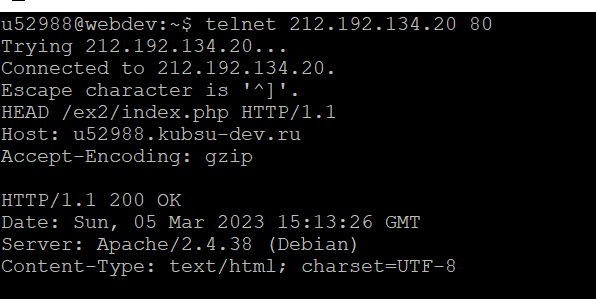 u52988@webdev:~$ telnet 212.192.134.20 80
Trying 212.192.134.20...
Connected to 212.192.134.20.
Escape character is '^]'.
HEAD /ex2/index.php HTTP/1.1
Host: u52988.kubsu-dev.ru
Accept-Encoding: gzip

HTTP/1.1 200 OK
Date: Sun, 05 Mar 2023 15:13:26 GMT
Server: Apache/2.4.38 (Debian)
Content-Type: text/html; charset=UTF-8